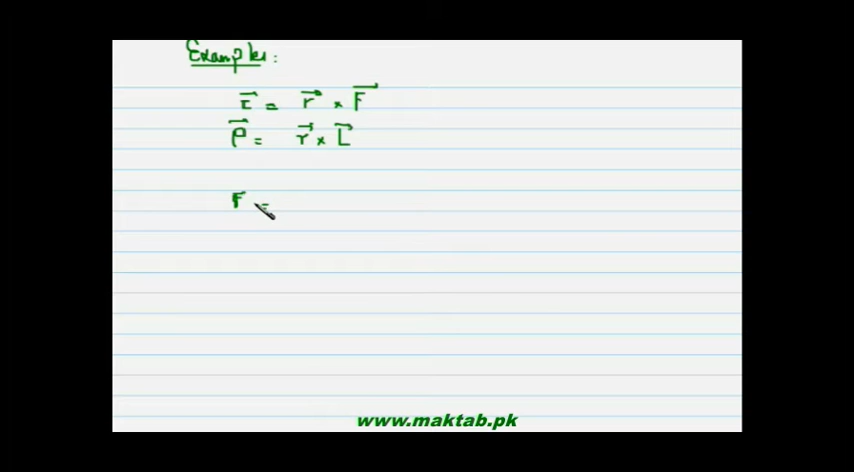 Examples:
τ⃗ = r⃗ × F⃗
P⃗ = r⃗ × L⃗
F =
www.maktab.pk